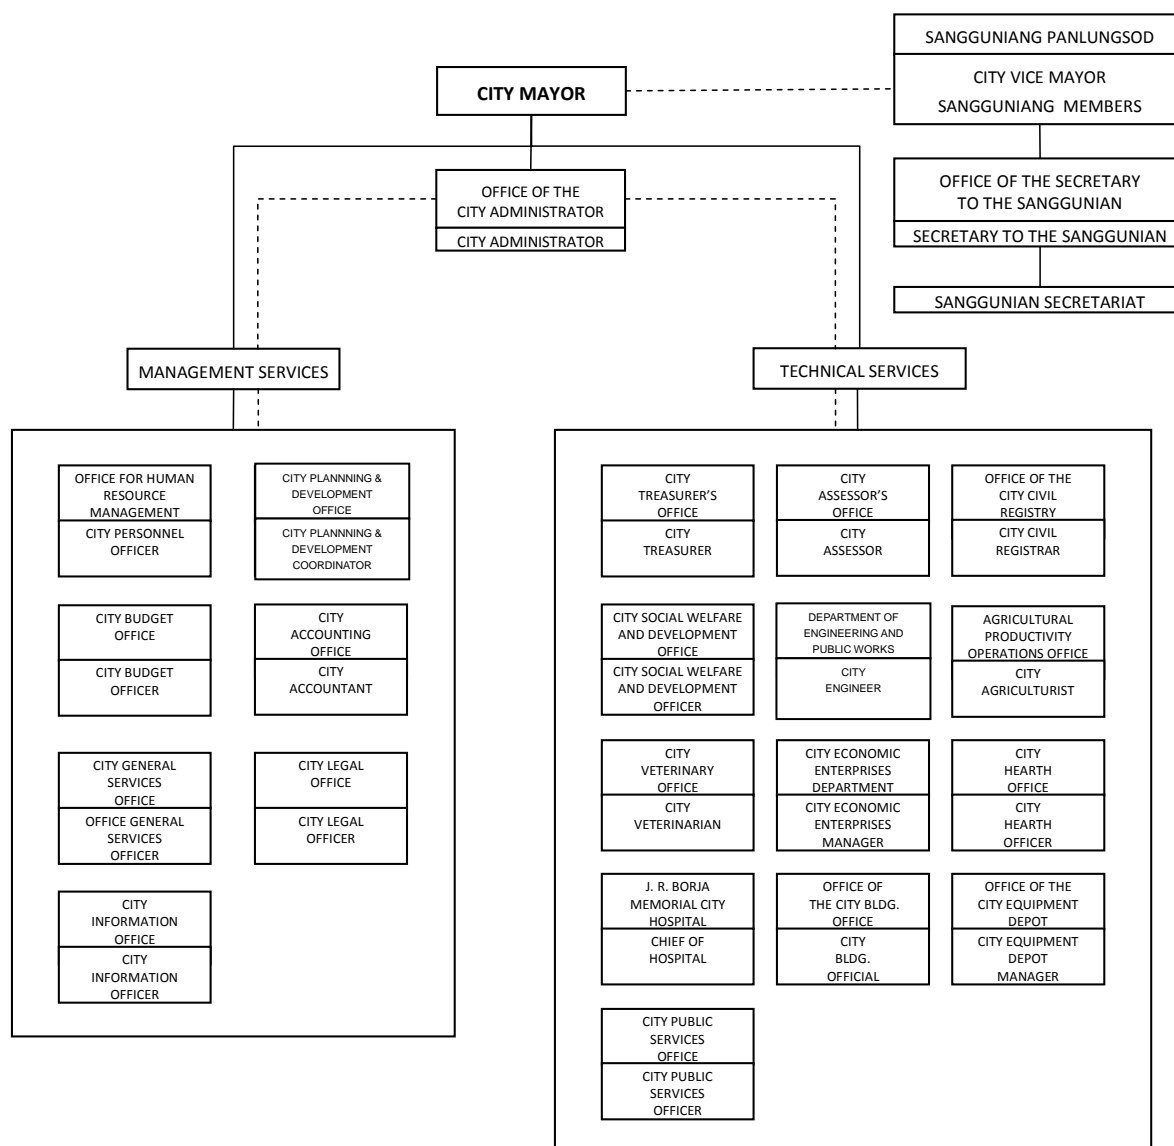 SANGGUNIANG PANLUNGSOD
CITY VICE MAYOR
SANGGUNIANG MEMBERS
CITY MAYOR
OFFICE OF THE SECRETARY
TO THE SANGGUNIAN
SECRETARY TO THE SANGGUNIAN
SANGGUNIAN SECRETARIAT
OFFICE OF THE
CITY ADMINISTRATOR
CITY ADMINISTRATOR
MANAGEMENT SERVICES
TECHNICAL SERVICES
OFFICE FOR HUMAN
RESOURCE
MANAGEMENT
CITY PERSONNEL
OFFICER
CITY PLANNNING &
DEVELOPMENT
OFFICE
CITY PLANNNING &
DEVELOPMENT
COORDINATOR
CITY BUDGET
OFFICE
CITY BUDGET
OFFICER
CITY
ACCOUNTING
OFFICE
CITY
ACCOUNTANT
CITY GENERAL
SERVICES
OFFICE
OFFICE GENERAL
SERVICES
OFFICER
CITY LEGAL
OFFICE
CITY LEGAL
OFFICER
CITY
INFORMATION
OFFICE
CITY
INFORMATION
OFFICER
CITY
TREASURER'S
OFFICE
CITY
TREASURER
CITY
ASSESSOR'S
OFFICE
CITY
ASSESSOR
OFFICE OF THE
CITY CIVIL
REGISTRY
CITY CIVIL
REGISTRAR
CITY SOCIAL WELFARE
AND DEVELOPMENT
OFFICE
CITY SOCIAL WELFARE
AND DEVELOPMENT
OFFICER
DEPARTMENT OF
ENGINEERING AND
PUBLIC WORKS
CITY
ENGINEER
AGRICULTURAL
PRODUCTIVITY
OPERATIONS OFFICE
CITY
AGRICULTURIST
CITY
VETERINARY
OFFICE
CITY
VETERINARIAN
CITY ECONOMIC
ENTERPRISES
DEPARTMENT
CITY ECONOMIC
ENTERPRISES
MANAGER
CITY
HEARTH
OFFICE
CITY
HEARTH
OFFICER
J. R. BORJA
MEMORIAL CITY
HOSPITAL
CHIEF OF
HOSPITAL
OFFICE OF
THE CITY BLDG.
OFFICE
CITY
BLDG.
OFFICIAL
OFFICE OF THE
CITY EQUIPMENT
DEPOT
CITY EQUIPMENT
DEPOT
MANAGER
CITY PUBLIC
SERVICES
OFFICE
CITY PUBLIC
SERVICES
OFFICER